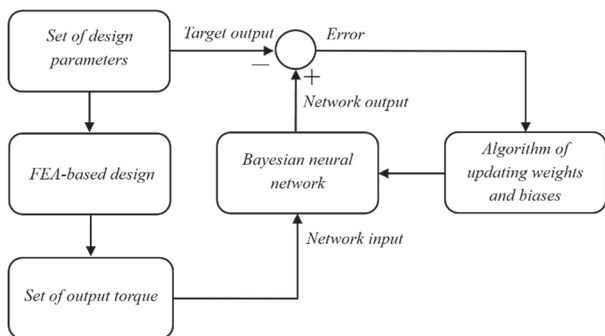 Set of design
parameters
Target output
Error
−
+
Network output
FEA-based design
Bayesian neural
network
Algorithm of
updating weights
and biases
Network input
Set of output torque